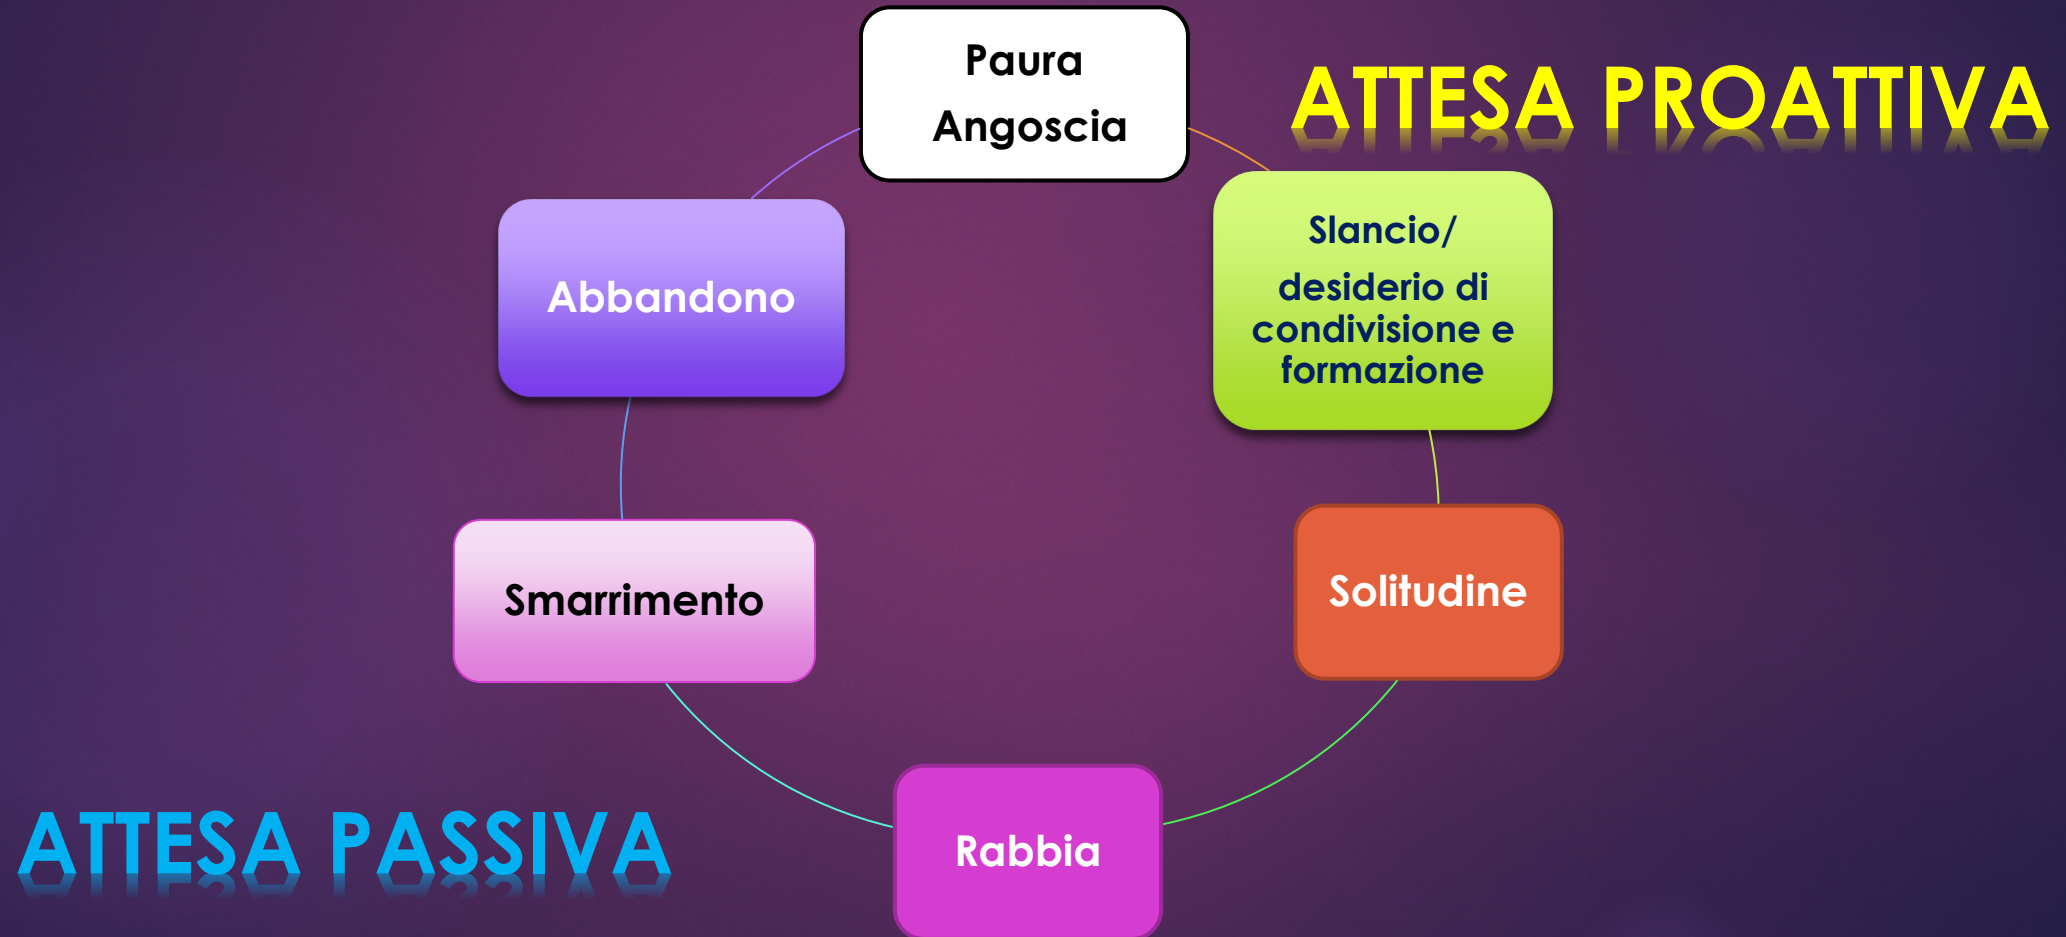 Paura
Angoscia
ATTESA PROATTIVA
Slancio/
desiderio di
condivisione e
formazione
Abbandono
Smarrimento
Solitudine
Rabbia
ATTESA PASSIVA